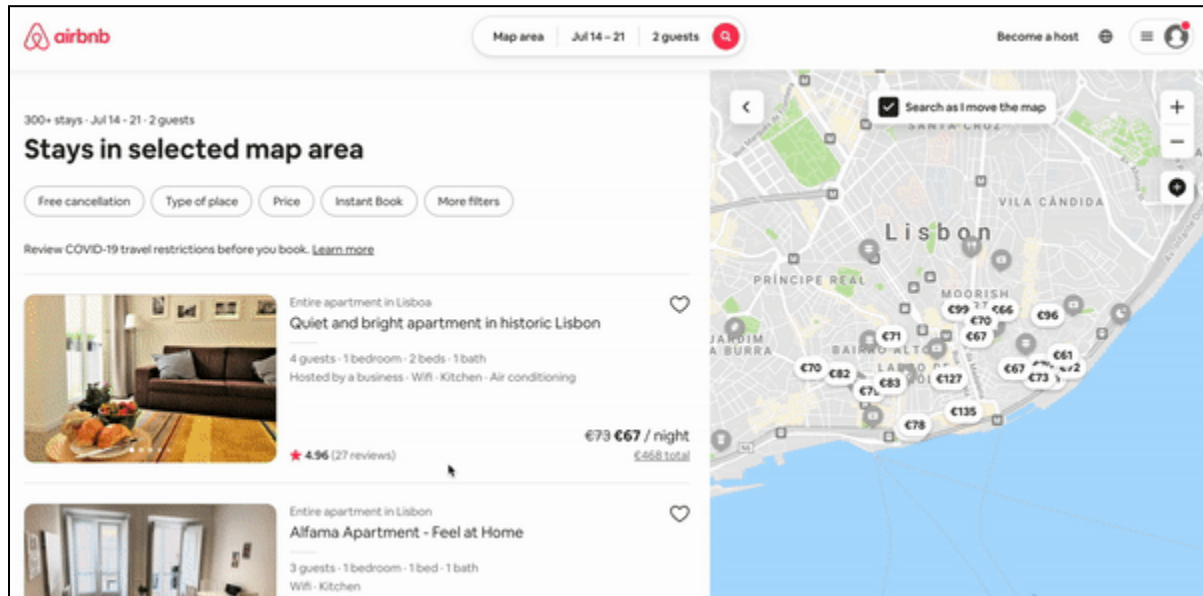 airbnb
Map area Jul 14 – 21 2 guests
Become a host
300+ stays · Jul 14 - 21 · 2 guests
Stays in selected map area
Free cancellation Type of place Price Instant Book More filters
Review COVID-19 travel restrictions before you book. Learn more
Entire apartment in Lisboa
Quiet and bright apartment in historic Lisbon
4 guests · 1 bedroom · 2 beds · 1 bath
Hosted by a business · Wifi · Kitchen · Air conditioning
€73 €67 / night
4.96 (27 reviews)
€468 total
Entire apartment in Lisbon
Alfama Apartment - Feel at Home
3 guests · 1 bedroom · 1 bed · 1 bath
Wifi · Kitchen
Search as I move the map
SANTA CRUZ
VILA CÂNDIDA
Lisbon
PRÍNCIPE REAL
MOORISH
€99 €66
€70
€96
€67
€71
JARDIM
A BURRA
BAIRRO ALTO
€61
€70 €82
€67
€73
€83
€127
€135
€78